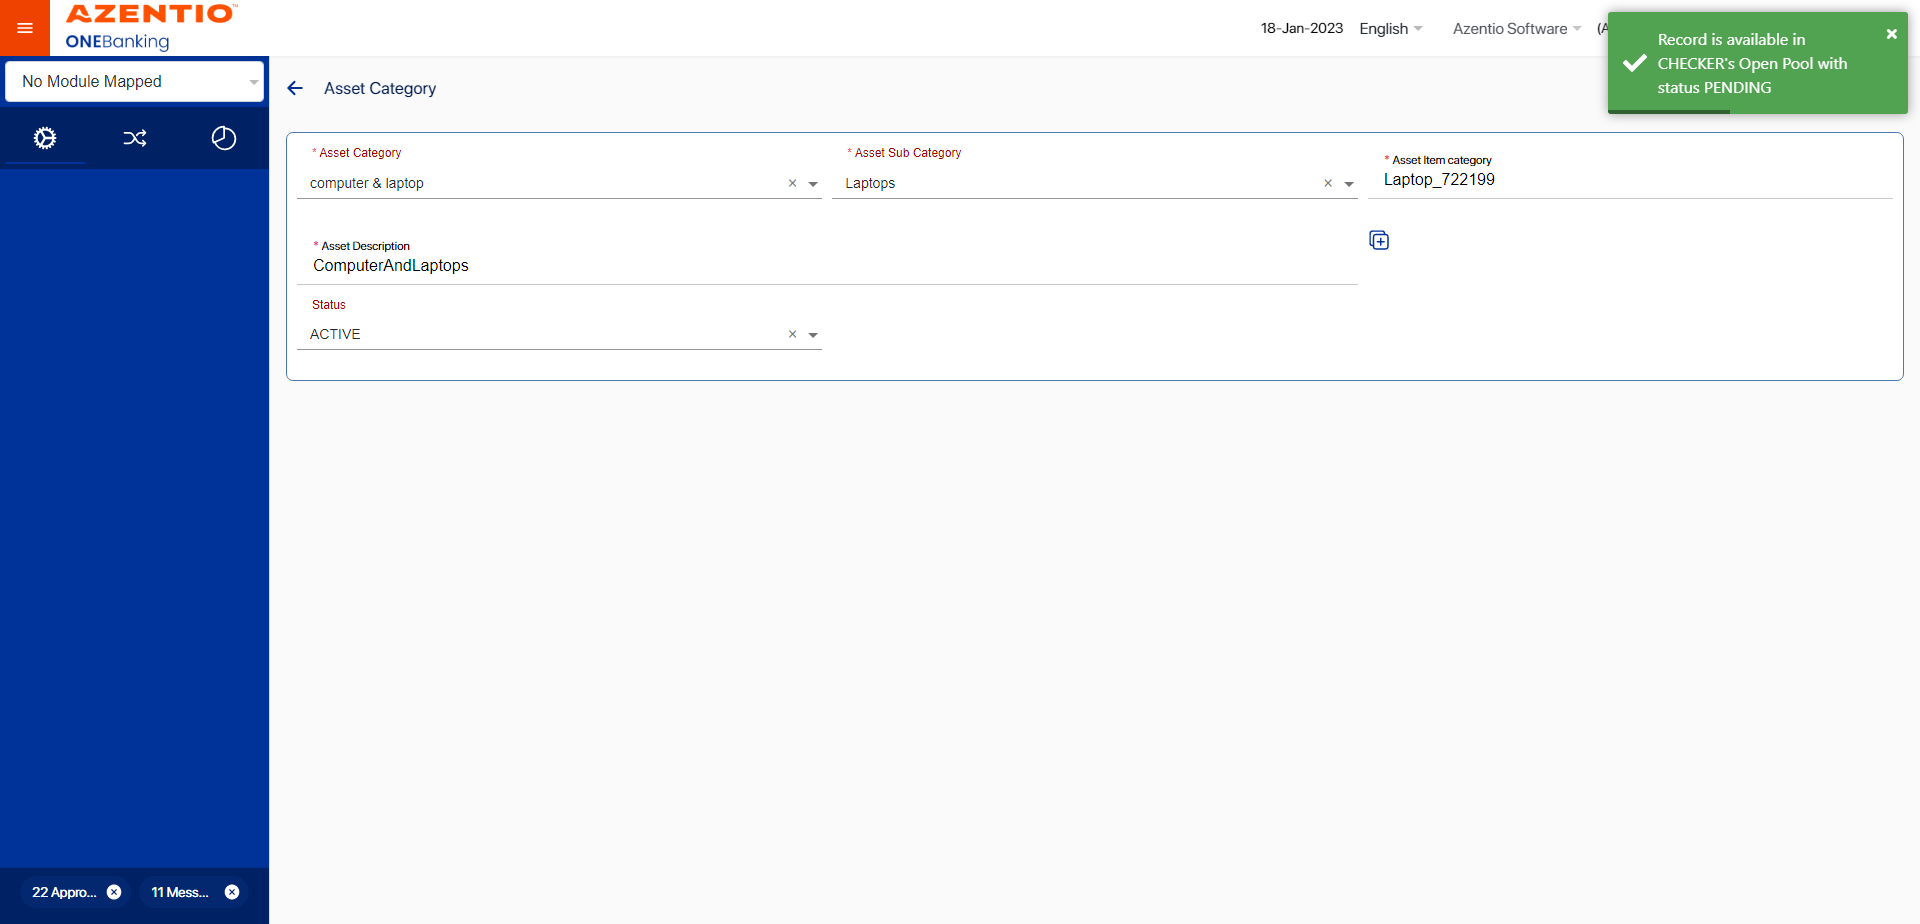 AZENTIO™
ONEBanking
18-Jan-2023
English
Azentio Software
(A
Record is available in
CHECKER's Open Pool with
status PENDING
No Module Mapped
Asset Category
* Asset Category
computer & laptop
* Asset Sub Category
Laptops
* Asset Item category
Laptop_722199
* Asset Description
ComputerAndLaptops
Status
ACTIVE
22 Appro...
11 Mess...